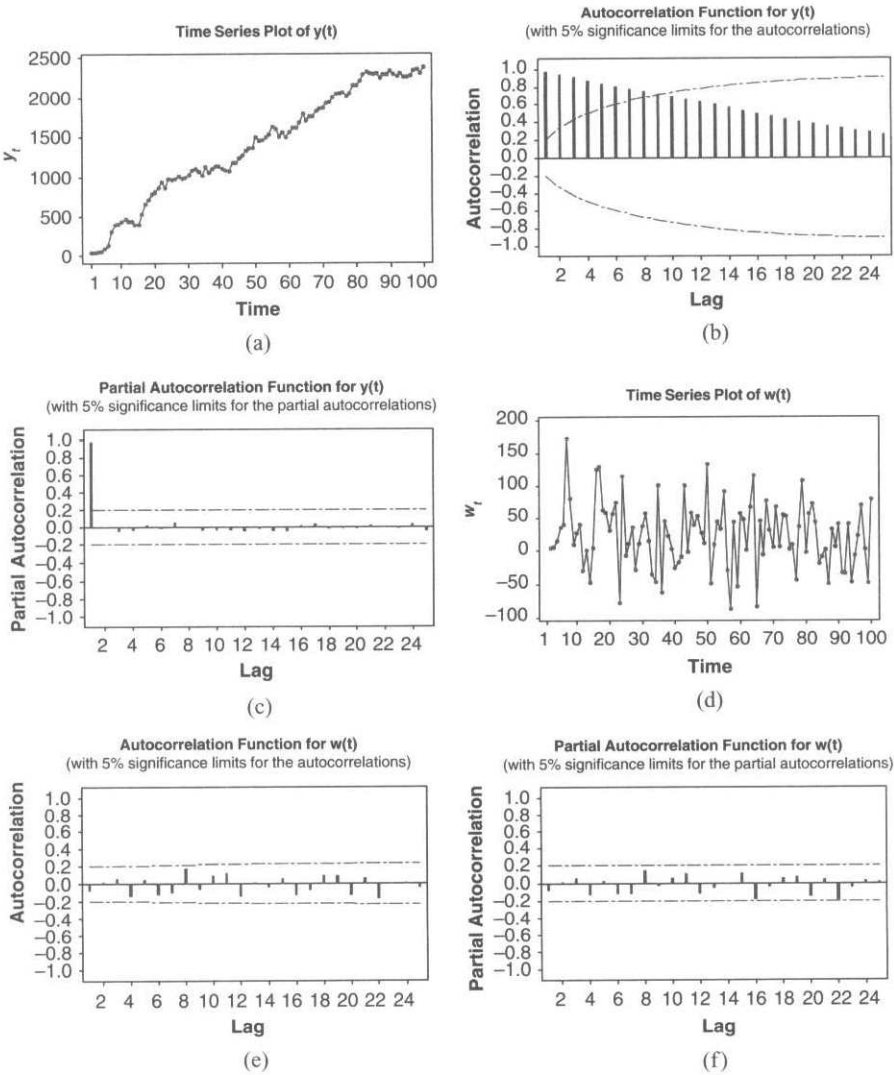 Time Series Plot of y(t)
2500
2000
1500
1000
500
0
y_t
1 10 20 30 40 50 60 70 80 90 100
Time
(a)
Autocorrelation Function for y(t)
(with 5% significance limits for the autocorrelations)
1.0
0.8
0.6
0.4
0.2
0.0
−0.2
−0.4
−0.6
−0.8
−1.0
Autocorrelation
2 4 6 8 10 12 14 16 18 20 22 24
Lag
(b)
Partial Autocorrelation Function for y(t)
(with 5% significance limits for the partial autocorrelations)
1.0
0.8
0.6
0.4
0.2
0.0
−0.2
−0.4
−0.6
−0.8
−1.0
Partial Autocorrelation
2 4 6 8 10 12 14 16 18 20 22 24
Lag
(c)
Time Series Plot of w(t)
200
150
100
50
0
−50
−100
w_t
1 10 20 30 40 50 60 70 80 90 100
Time
(d)
Autocorrelation Function for w(t)
(with 5% significance limits for the autocorrelations)
1.0
0.8
0.6
0.4
0.2
0.0
−0.2
−0.4
−0.6
−0.8
−1.0
Autocorrelation
2 4 6 8 10 12 14 16 18 20 22 24
Lag
(e)
Partial Autocorrelation Function for w(t)
(with 5% significance limits for the partial autocorrelations)
1.0
0.8
0.6
0.4
0.2
0.0
−0.2
−0.4
−0.6
−0.8
−1.0
Partial Autocorrelation
2 4 6 8 10 12 14 16 18 20 22 24
Lag
(f)